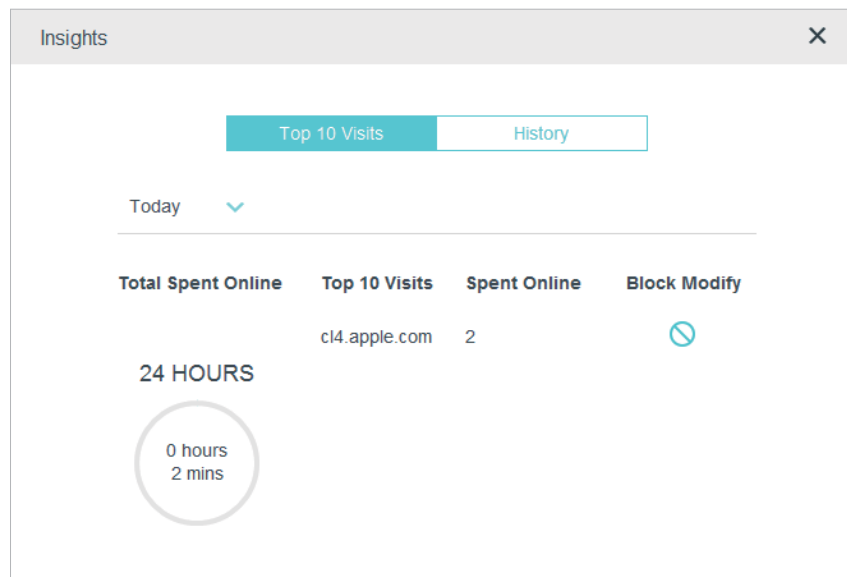 Insights
Top 10 Visits
History
Today
Total Spent Online
Top 10 Visits
Spent Online
Block Modify
cl4.apple.com
2
24 HOURS
0 hours
2 mins